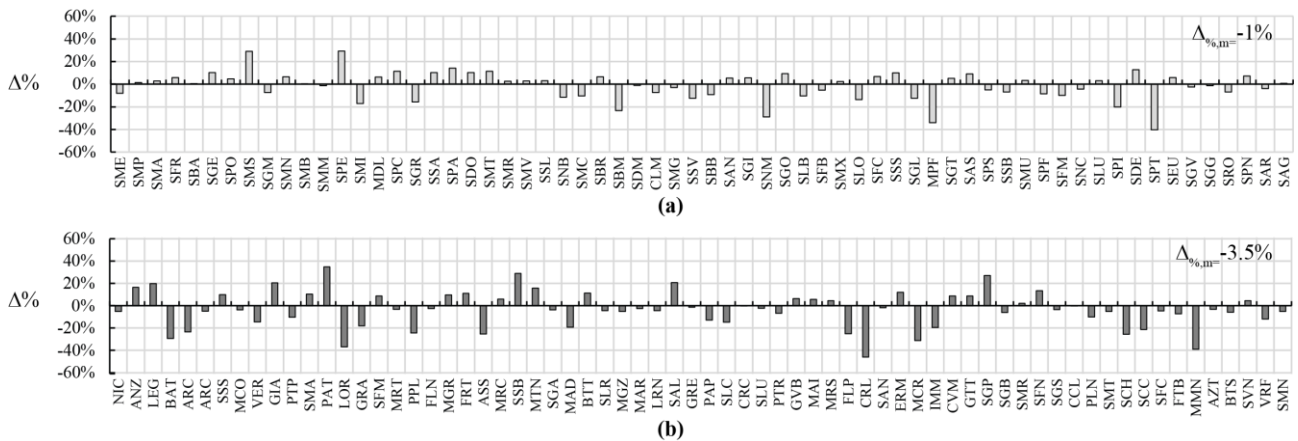 60%
40%
20%
Δ% 0%
-20%
-40%
-60%
Δ%,m=-1%
SME SMP SMA SFR SBA SGE SPO SMS SGM SMN SMB SMM SPE SMI MDL SPC SGR SSA SPA SDO SMT SMR SMV SSL SNB SMC SBR SBM SDM CLM SMG SSV SBB SAN SGI SNM SGO SLB SFB SMX SLO SFC SSS SGL MPF SGT SAS SPS SSB SMU SPF SFM SNC SLU SPI SDE SPT SEU SGV SGG SRO SPN SAR SAG
(a)
60%
40%
20%
Δ% 0%
-20%
-40%
-60%
Δ%,m=-3.5%
NIC ANZ LEG BAT ARC ARC SSS MCO VER GIA PTP SMA PAT LOR GRA SFM MRT PPL FLN MGR FRT ASS MRC SSB MTN SGA MAD BTT SLR MGZ MAR LRN SAL GRE PAP SLC CRC SLU PTR GVB MAI MRS FLP CRL SAN ERM MCR IMM CVM GTT SGP SGB SMR SFN SGS CCL PLN SMT SCH SCC SFC FTB MMN AZT BTS SVN VRF SMN
(b)